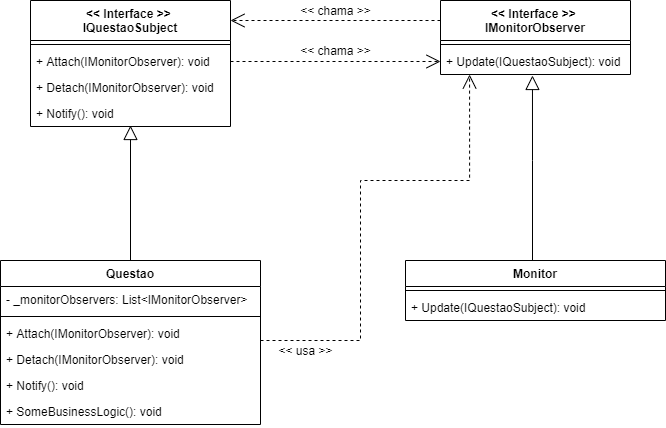 << Interface >>
IQuestaoSubject
+ Attach(IMonitorObserver): void
+ Detach(IMonitorObserver): void
+ Notify(): void
<< chama >>
<< chama >>
<< Interface >>
IMonitorObserver
+ Update(IQuestaoSubject): void
Questao
- _monitorObservers: List<IMonitorObserver>
+ Attach(IMonitorObserver): void
+ Detach(IMonitorObserver): void
+ Notify(): void
+ SomeBusinessLogic(): void
<< usa >>
Monitor
+ Update(IQuestaoSubject): void